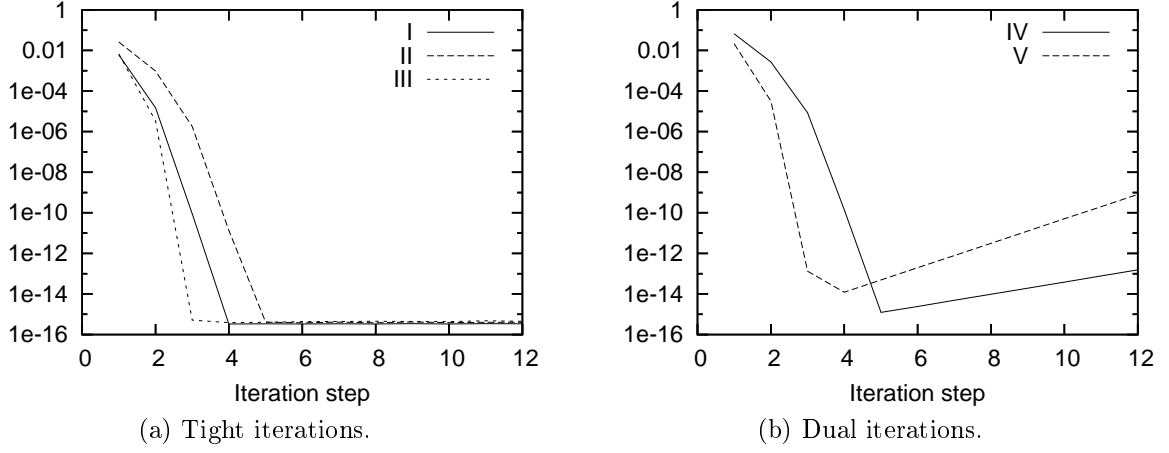 1
0.01
1e-04
1e-06
1e-08
1e-10
1e-12
1e-14
1e-16
0 2 4 6 8 10 12
Iteration step
I
II
III
(a) Tight iterations.
1
0.01
1e-04
1e-06
1e-08
1e-10
1e-12
1e-14
1e-16
0 2 4 6 8 10 12
Iteration step
IV
V
(b) Dual iterations.